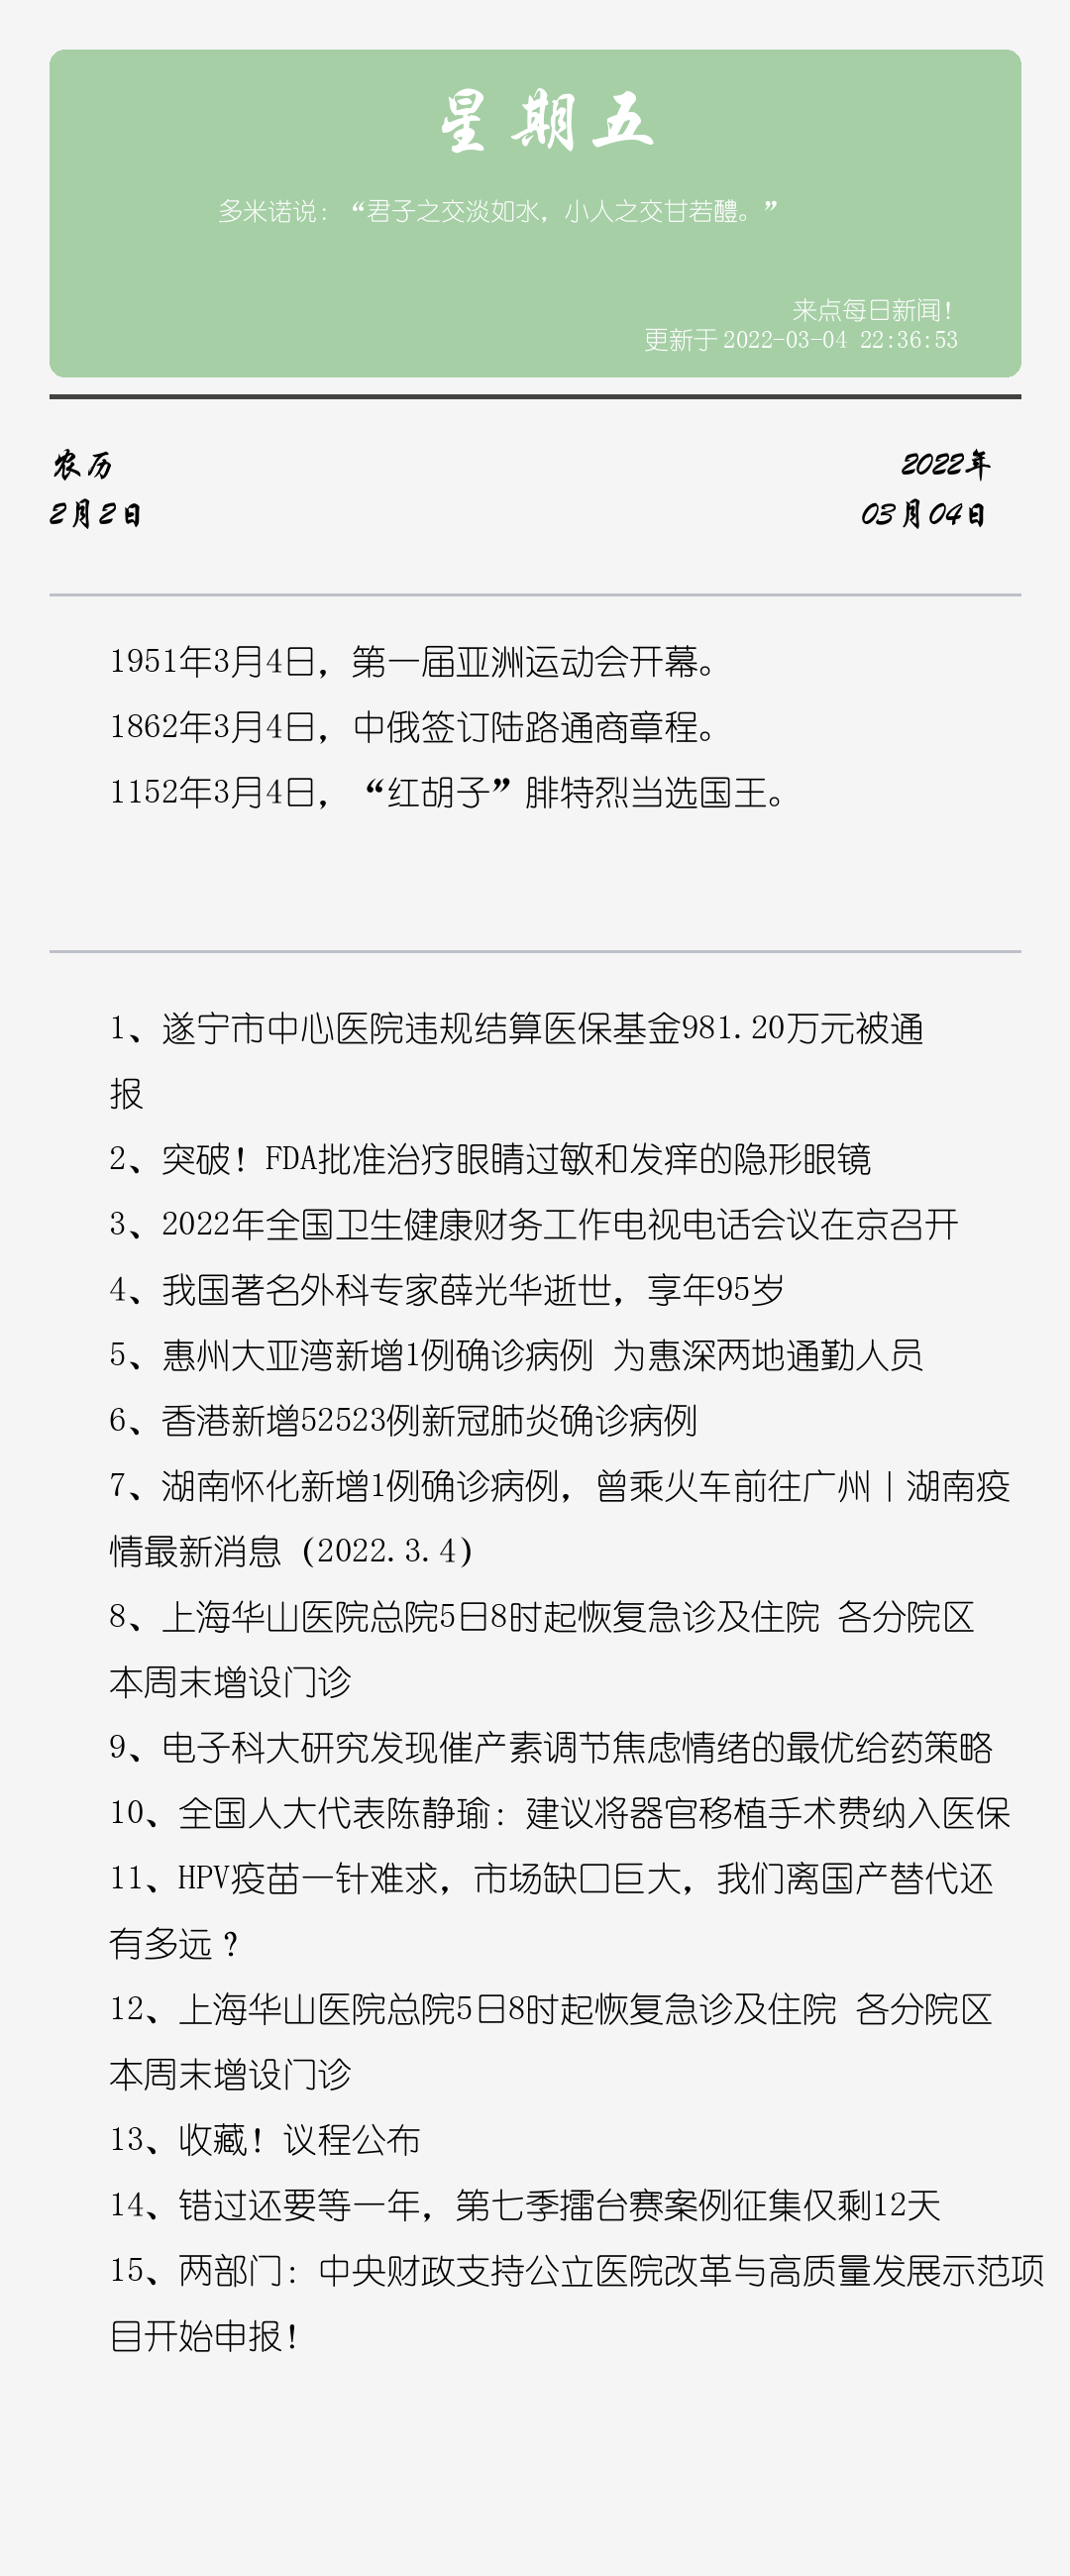 星期五
多米诺说：“君子之交淡如水，小人之交甘若醴。”
来点每日新闻！
更新于 2022-03-04 22:36:53
农历
2月2日
2022年
03月04日
1951年3月4日，第一届亚洲运动会开幕。
1862年3月4日，中俄签订陆路通商章程。
1152年3月4日，“红胡子”腓特烈当选国王。
1、遂宁市中心医院违规结算医保基金981.20万元被通
报
2、突破！FDA批准治疗眼睛过敏和发痒的隐形眼镜
3、2022年全国卫生健康财务工作电视电话会议在京召开
4、我国著名外科专家薛光华逝世，享年95岁
5、惠州大亚湾新增1例确诊病例 为惠深两地通勤人员
6、香港新增52523例新冠肺炎确诊病例
7、湖南怀化新增1例确诊病例，曾乘火车前往广州丨湖南疫
情最新消息（2022.3.4）
8、上海华山医院总院5日8时起恢复急诊及住院 各分院区
本周末增设门诊
9、电子科大研究发现催产素调节焦虑情绪的最优给药策略
10、全国人大代表陈静瑜：建议将器官移植手术费纳入医保
11、HPV疫苗一针难求，市场缺口巨大，我们离国产替代还
有多远？
12、上海华山医院总院5日8时起恢复急诊及住院 各分院区
本周末增设门诊
13、收藏！议程公布
14、错过还要等一年，第七季擂台赛案例征集仅剩12天
15、两部门：中央财政支持公立医院改革与高质量发展示范项
目开始申报！